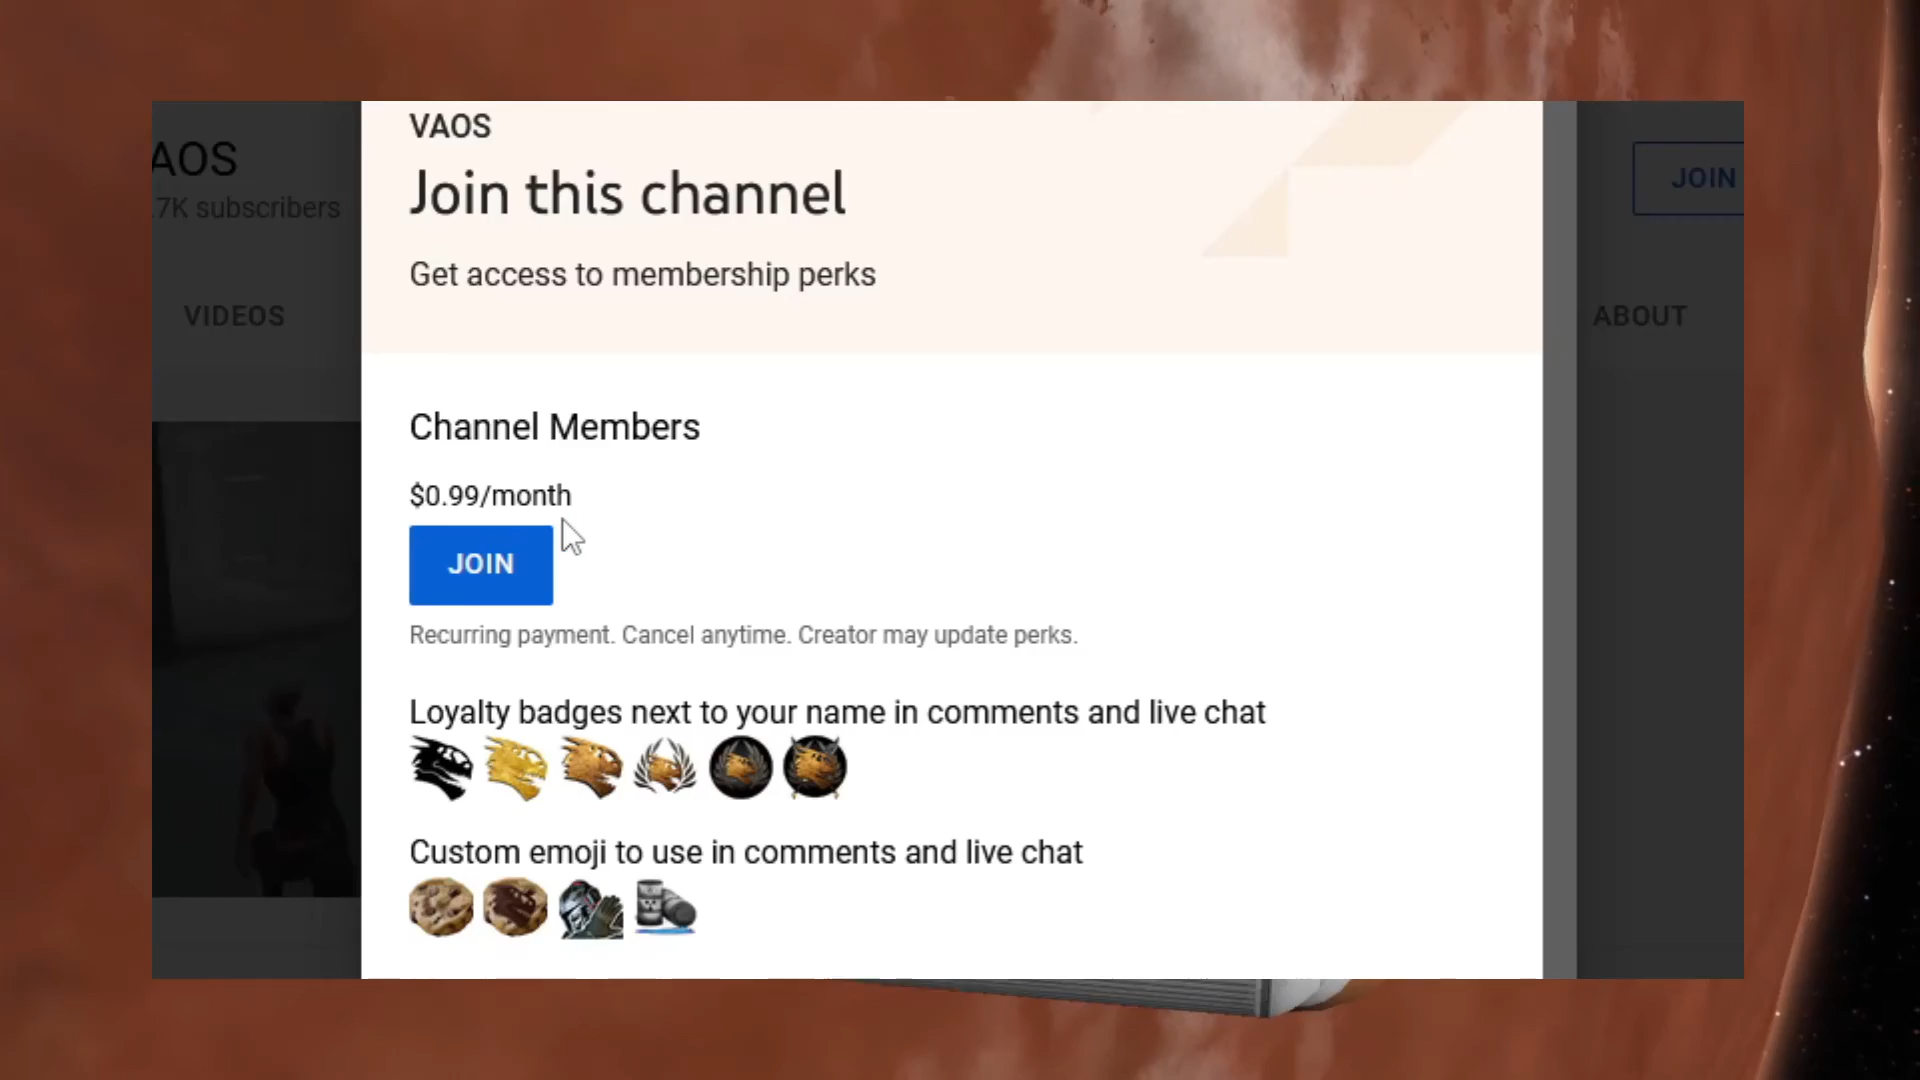 VAOS
Join this channel
Get access to membership perks
AOS
.7K subscribers
JOIN
VIDEOS
ABOUT
Channel Members
$0.99/month
JOIN
Recurring payment. Cancel anytime. Creator may update perks.
Loyalty badges next to your name in comments and live chat
Custom emoji to use in comments and live chat